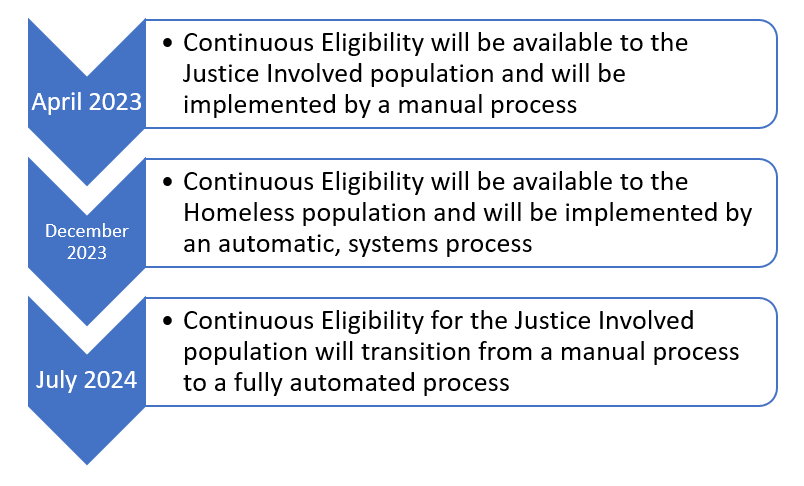 April 2023
• Continuous Eligibility will be available to the
Justice Involved population and will be
implemented by a manual process
December
2023
• Continuous Eligibility will be available to the
Homeless population and will be implemented by
an automatic, systems process
July 2024
• Continuous Eligibility for the Justice Involved
population will transition from a manual process
to a fully automated process